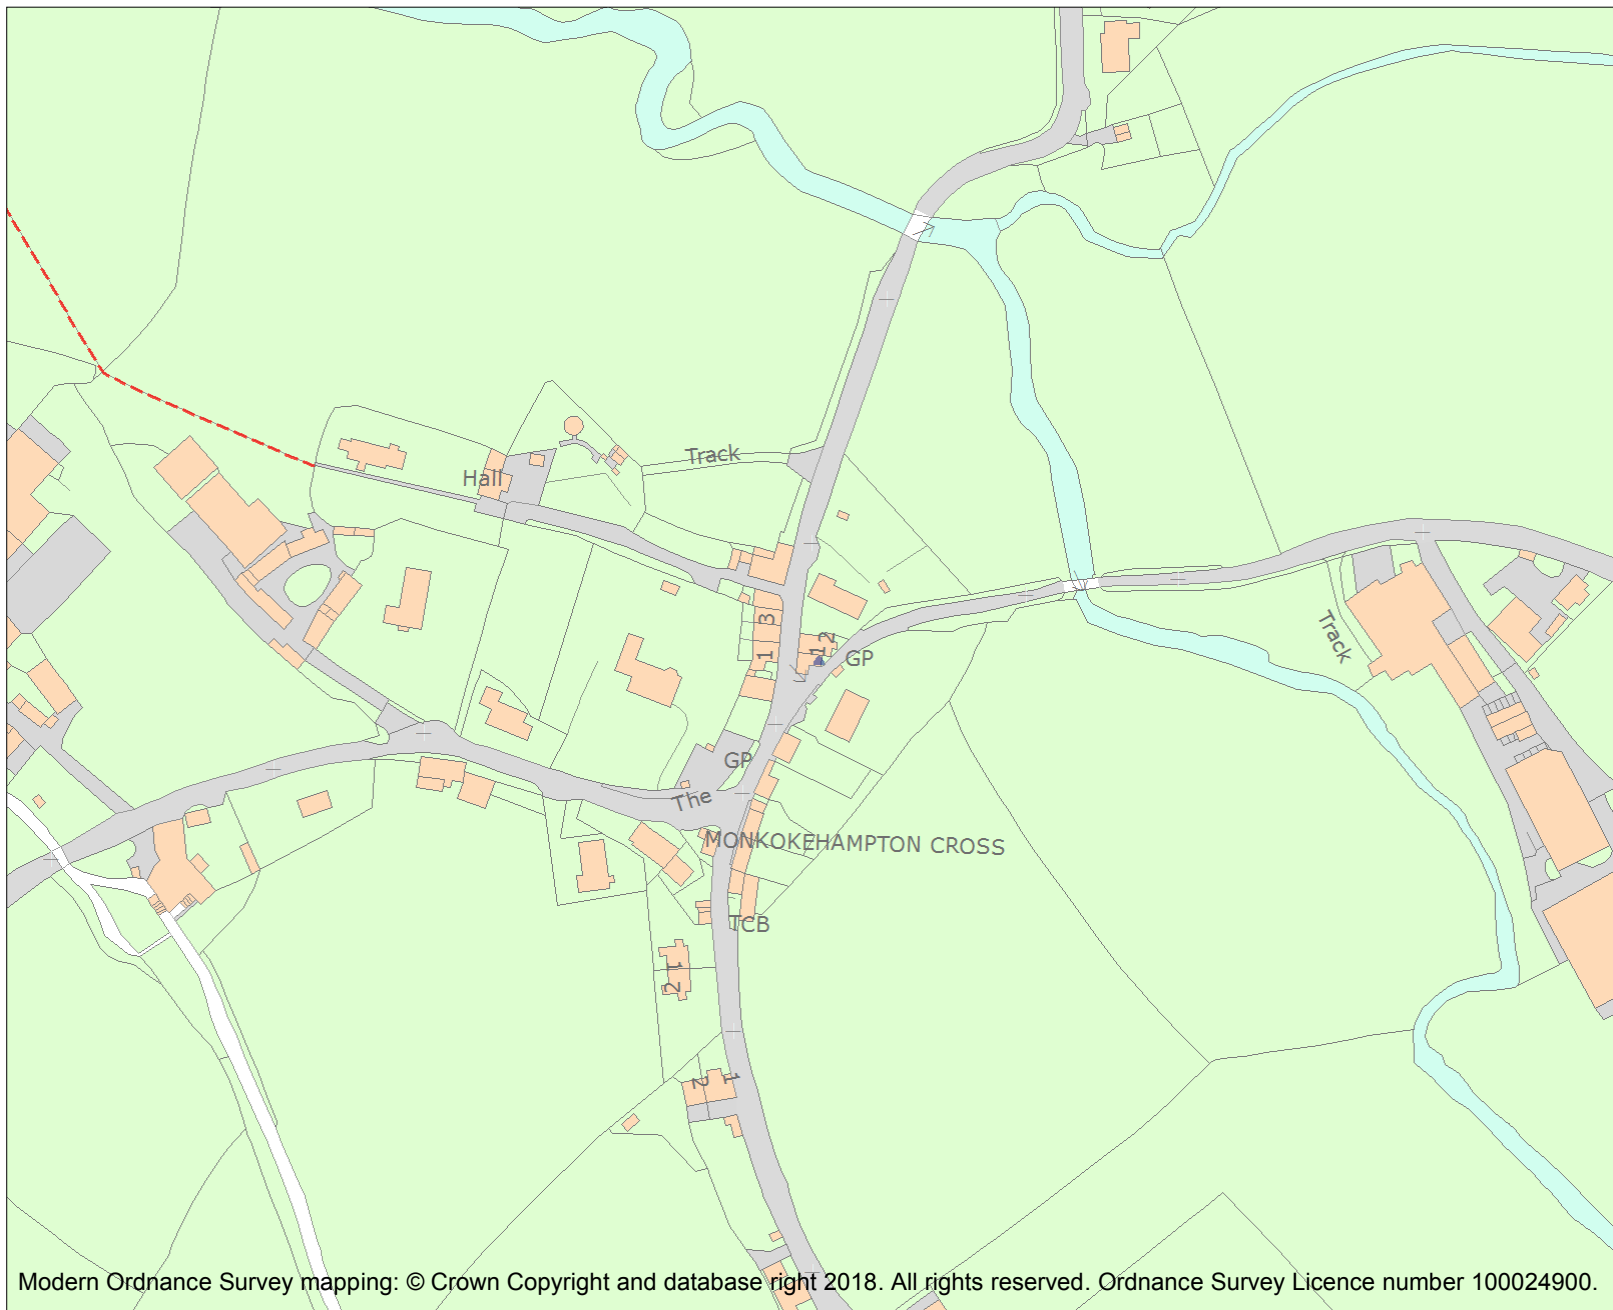 Track
Hall
3
1
1 2
GP
Track
GP
The
MONKOKEHAMPTON CROSS
TCB
1
2
2
1
Modern Ordnance Survey mapping: © Crown Copyright and database right 2018. All rights reserved. Ordnance Survey Licence number 100024900.